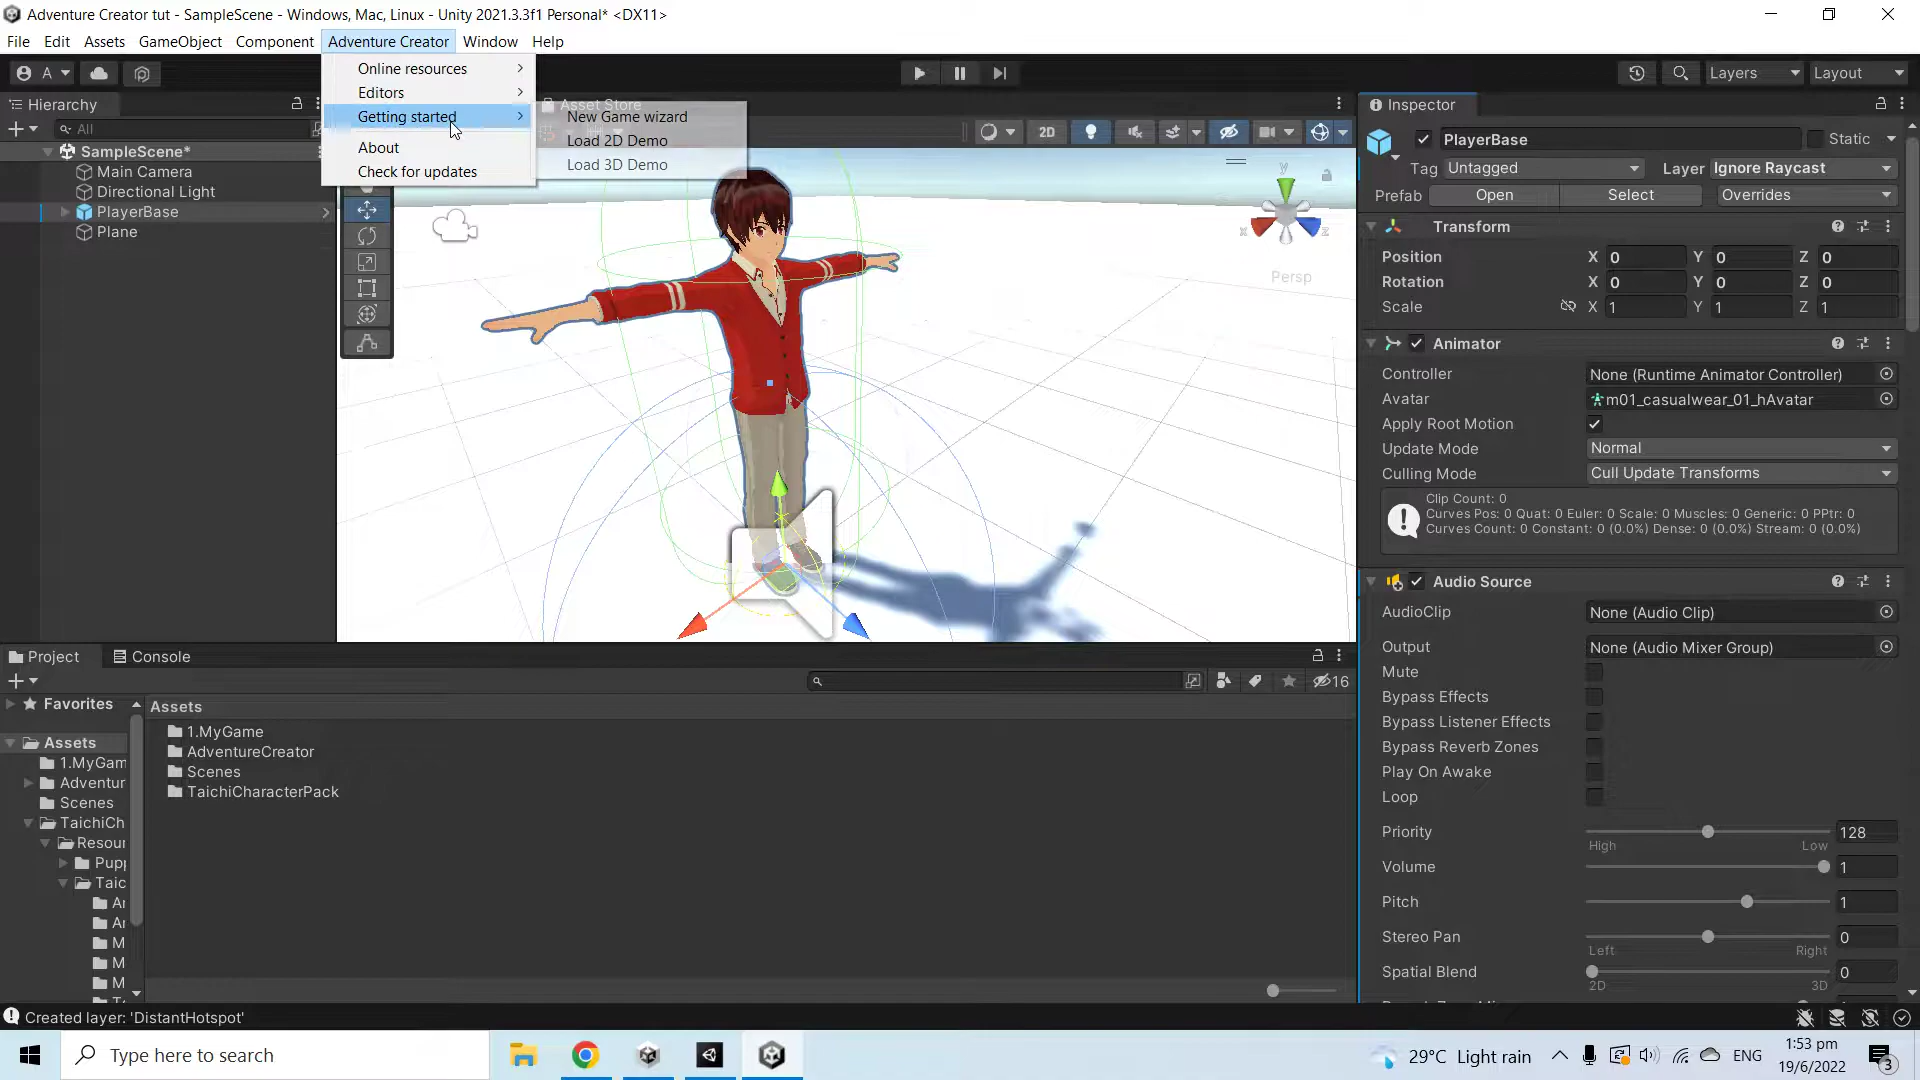 Adventure Creator tut - SampleScene - Windows, Mac, Linux - Unity 2021.3.3f1 Personal* <DX11>
File Edit Assets GameObject Component Adventure Creator Window Help
A Layers Layout
Online resources
Editors
Getting started
About
Check for updates
New Game wizard
Load 2D Demo
Load 3D Demo
Hierarchy
All
SampleScene*
Main Camera
Directional Light
PlayerBase
Plane
Asset Store
2D
y
x
z
Persp
Inspector
PlayerBase Static
Tag Untagged Layer Ignore Raycast
Prefab Open Select Overrides
Transform
Position X 0 Y 0 Z 0
Rotation X 0 Y 0 Z 0
Scale X 1 Y 1 Z 1
Animator
Controller None (Runtime Animator Controller)
Avatar m01_casualwear_01_hAvatar
Apply Root Motion
Update Mode Normal
Culling Mode Cull Update Transforms
Clip Count: 0
Curves Pos: 0 Quat: 0 Euler: 0 Scale: 0 Muscles: 0 Generic: 0 PPtr: 0
Curves Count: 0 Constant: 0 (0.0%) Dense: 0 (0.0%) Stream: 0 (0.0%)
Audio Source
AudioClip None (Audio Clip)
Output None (Audio Mixer Group)
Mute
Bypass Effects
Bypass Listener Effects
Bypass Reverb Zones
Play On Awake
Loop
Priority 128
High Low
Volume 1
Pitch 1
Stereo Pan 0
Left Right
Spatial Blend 0
2D 3D
Project Console
16
Favorites
Assets
1.MyGam
Adventur
Scenes
TaichiCh
Resour
Pupp
Taic
M
M
M
Assets
1.MyGame
AdventureCreator
Scenes
TaichiCharacterPack
Created layer: 'DistantHotspot'
Type here to search
29°C Light rain
ENG
1:53 pm
19/6/2022
3